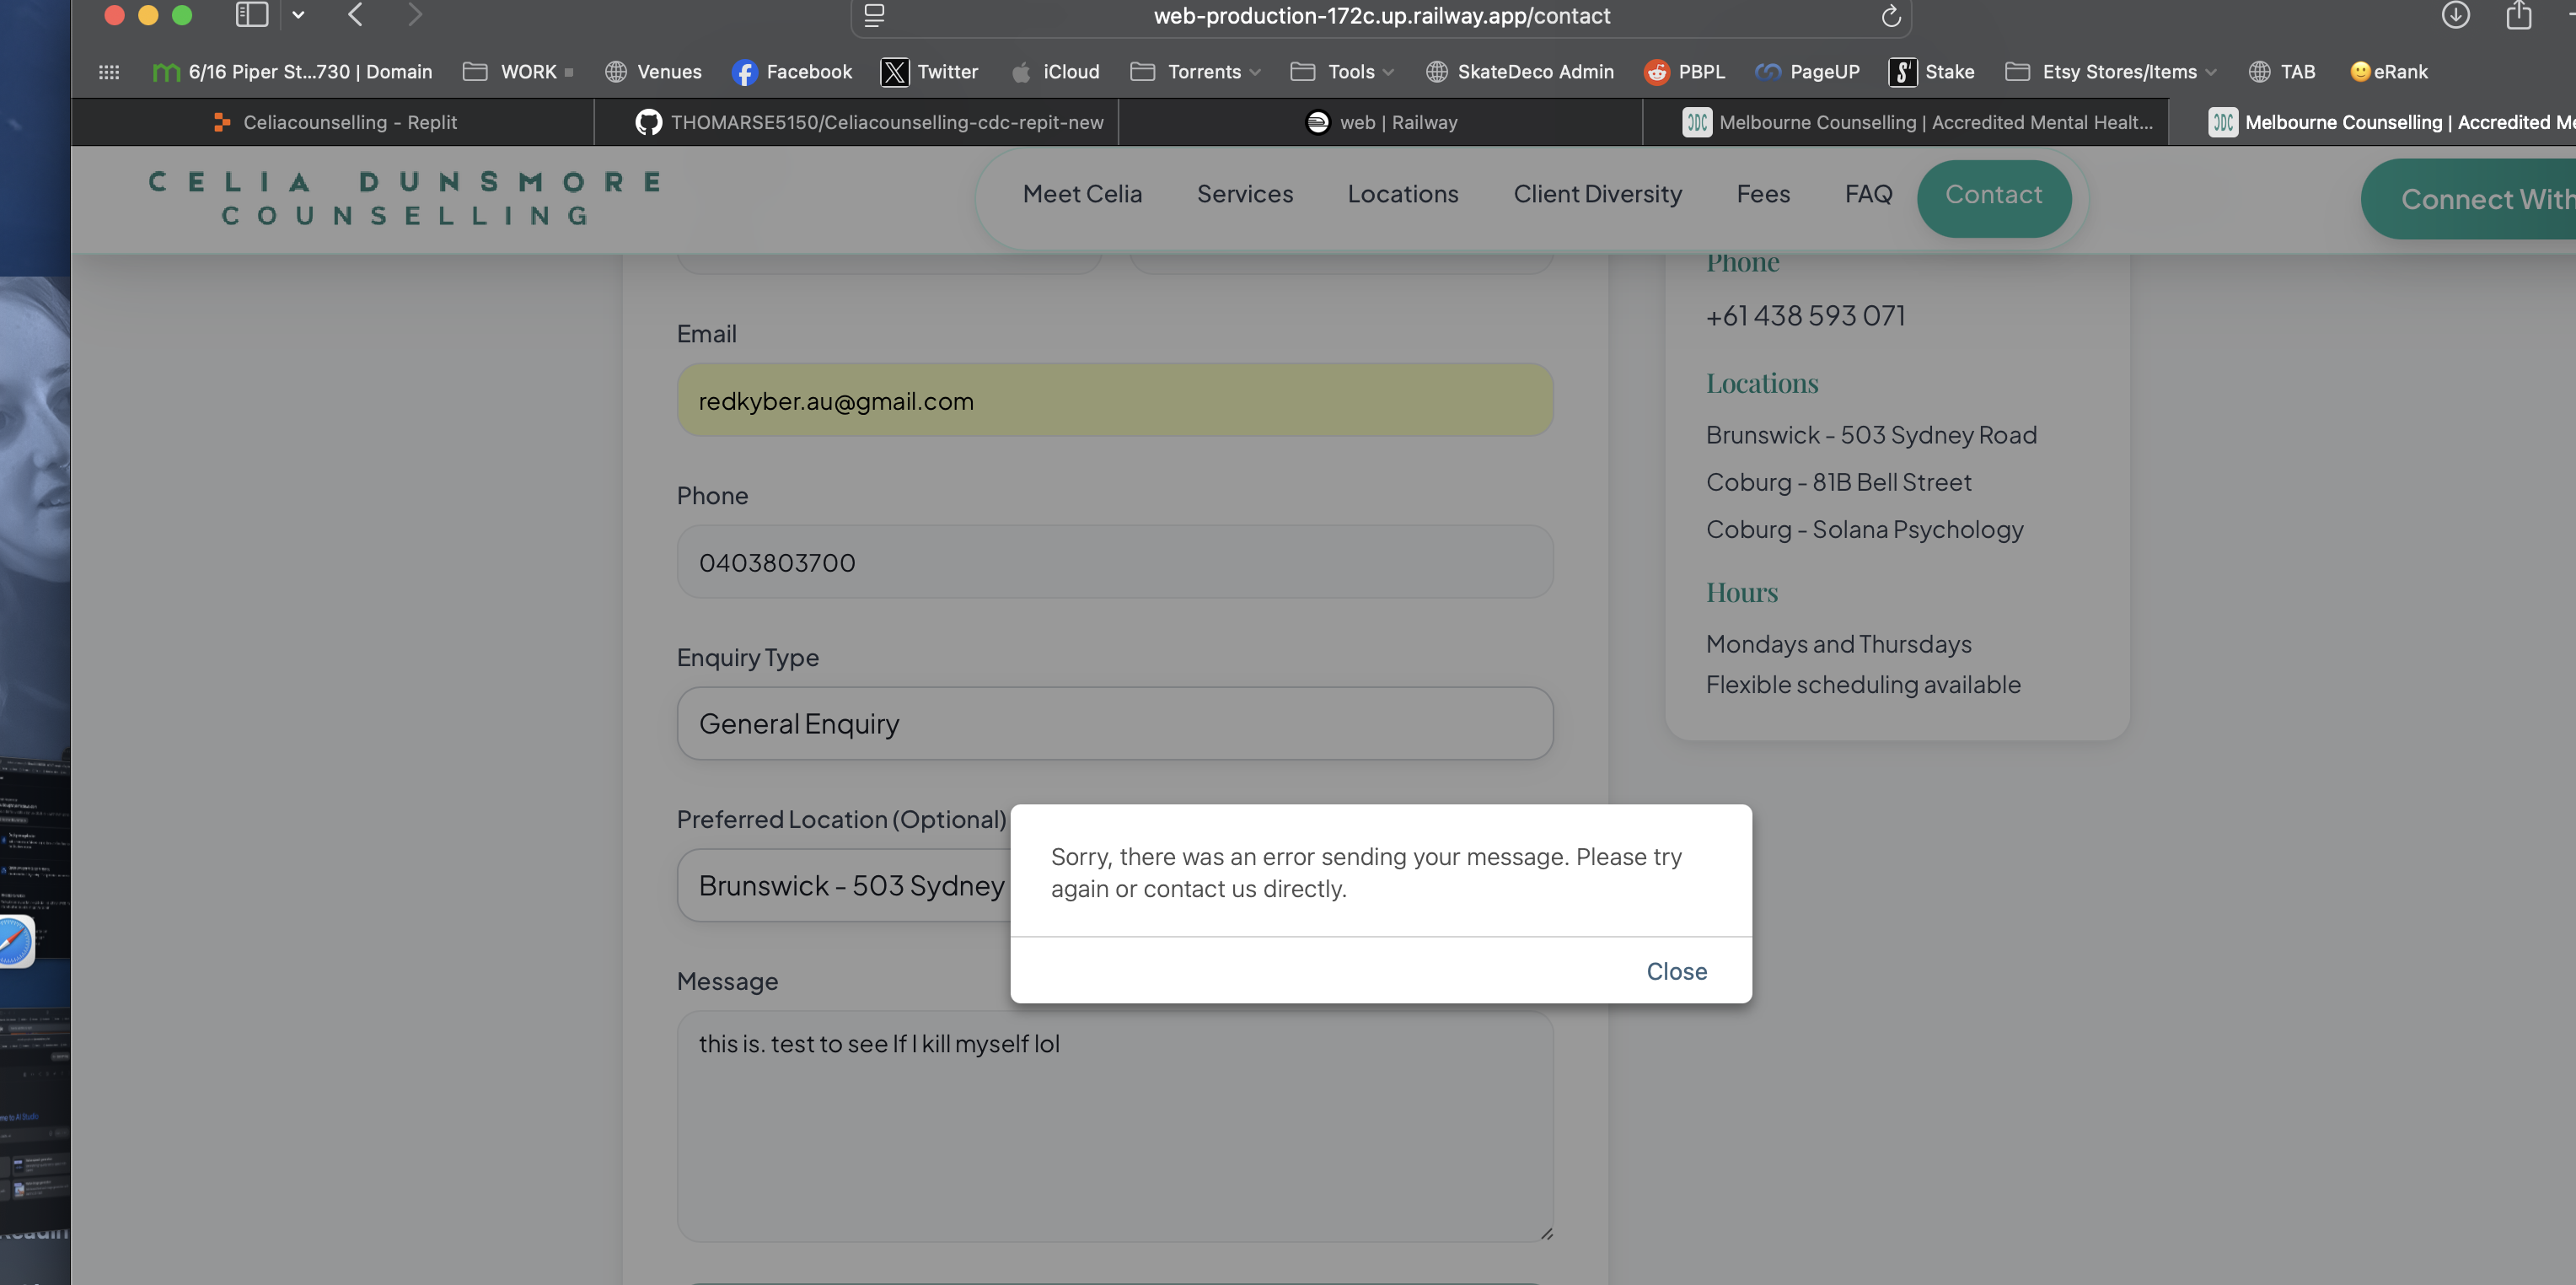 web-production-172c.up.railway.app/contact
6/16 Piper St...730 | Domain
WORK
Venues
Facebook
Twitter
iCloud
Torrents
Tools
SkateDeco Admin
PBPL
PageUP
Stake
Etsy Stores/Items
TAB
eRank
Celiacounselling - Replit
THOMARSE5150/Celiacounselling-cdc-repit-new
web | Railway
Melbourne Counselling | Accredited Mental Healt...
Melbourne Counselling | Accredited Me
CELIA DUNSMORE
COUNSELLING
Meet Celia
Services
Locations
Client Diversity
Fees
FAQ
Contact
Connect With
Email
redkyber.au@gmail.com
Phone
0403803700
Enquiry Type
General Enquiry
Preferred Location (Optional)
Brunswick - 503 Sydney
Message
this is. test to see If I kill myself lol
Sorry, there was an error sending your message. Please try
again or contact us directly.
Close
Phone
+61 438 593 071
Locations
Brunswick - 503 Sydney Road
Coburg - 81B Bell Street
Coburg - Solana Psychology
Hours
Mondays and Thursdays
Flexible scheduling available